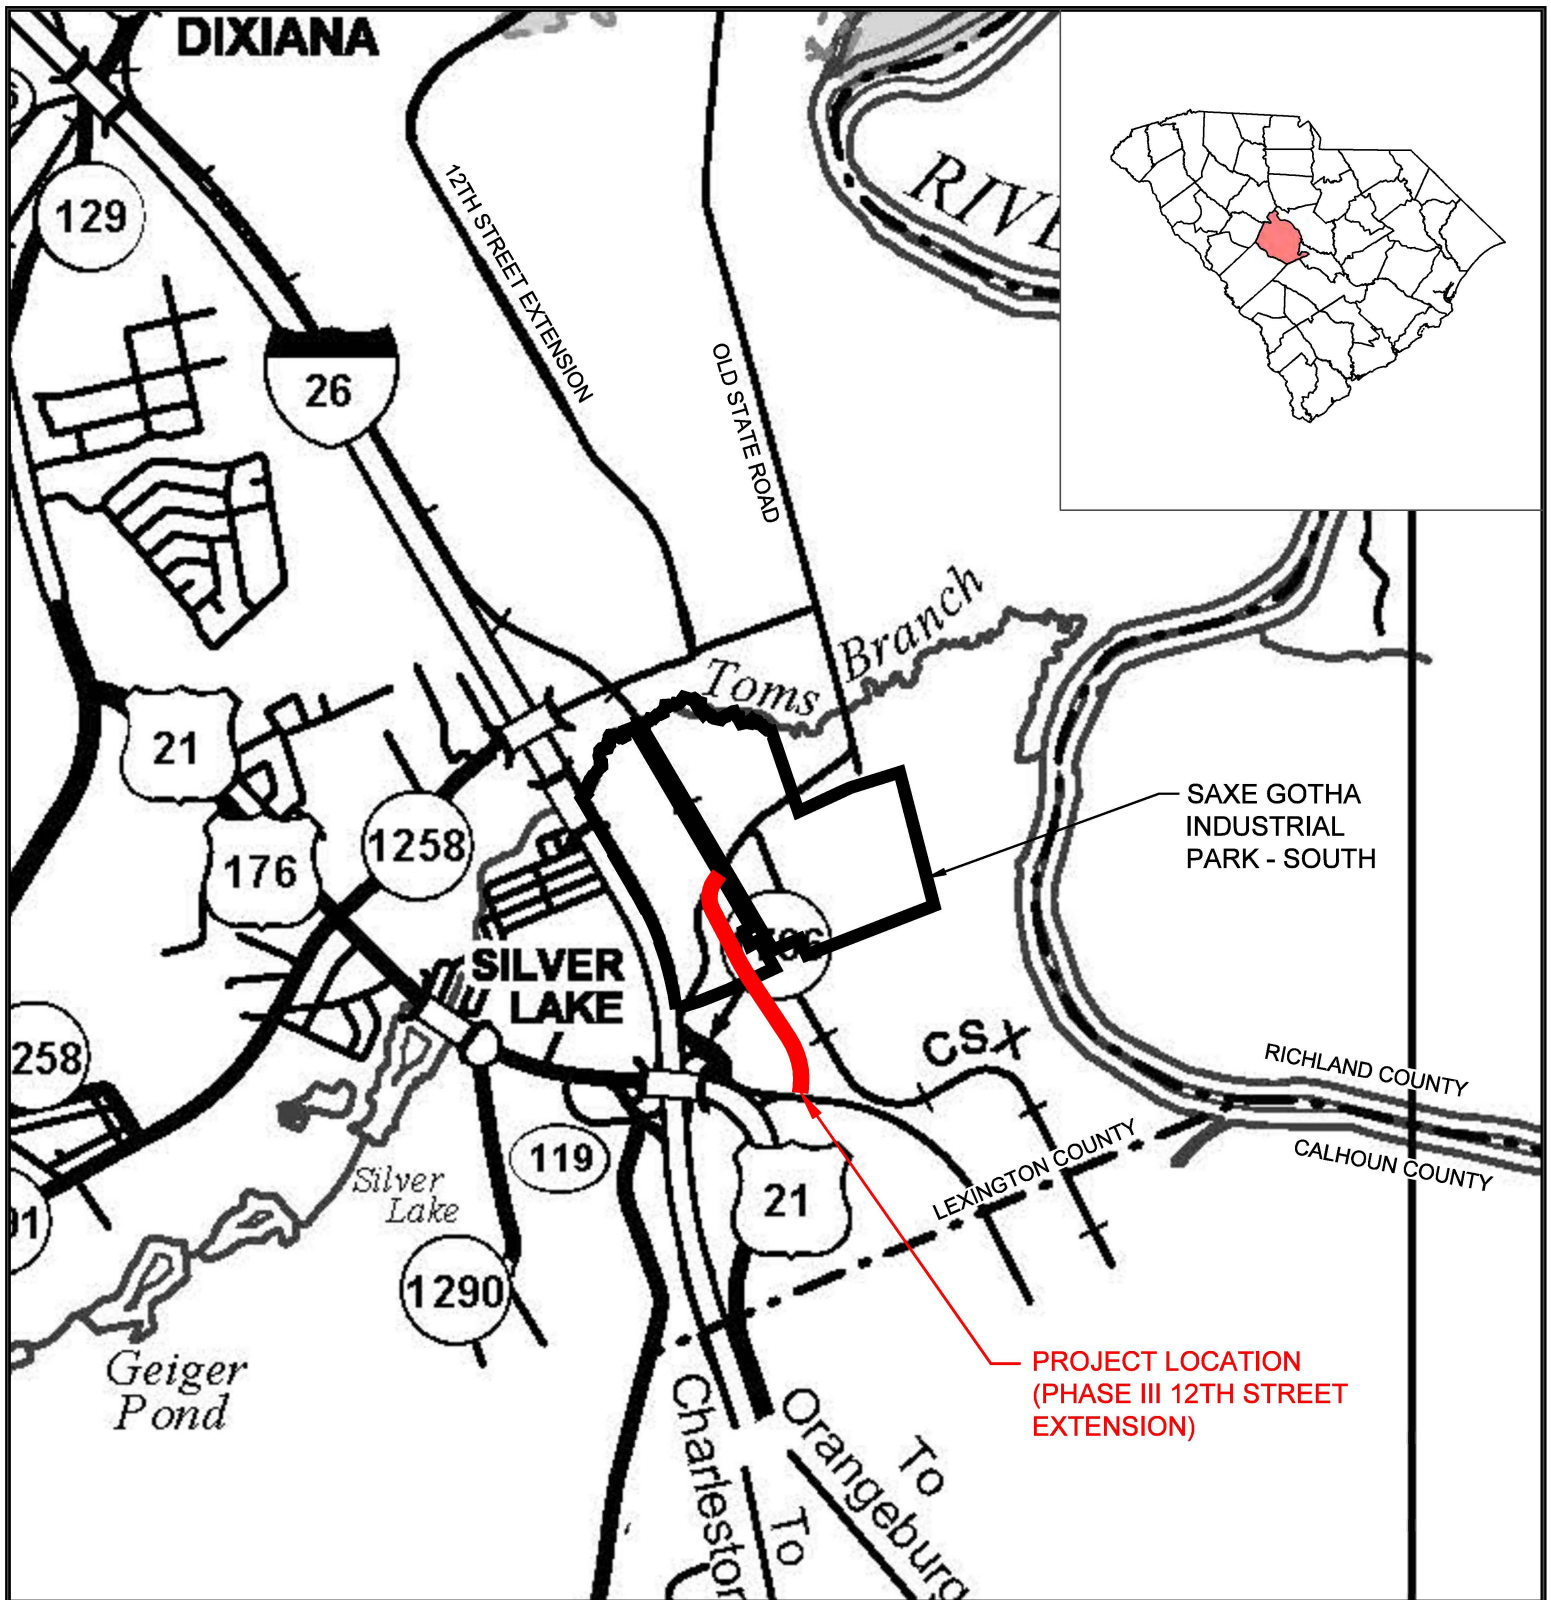 DIXIANA
129
12TH STREET EXTENSION
26
OLD STATE ROAD
Toms Branch
21
176
1258
SAXE GOTHA
INDUSTRIAL
PARK - SOUTH
SILVER
LAKE
CSX
258
RICHLAND COUNTY
CALHOUN COUNTY
LEXINGTON COUNTY
119
Silver
Lake
21
91
1290
Geiger
Pond
PROJECT LOCATION
(PHASE III 12TH STREET
EXTENSION)
To
Orangeburg
To
Charleston